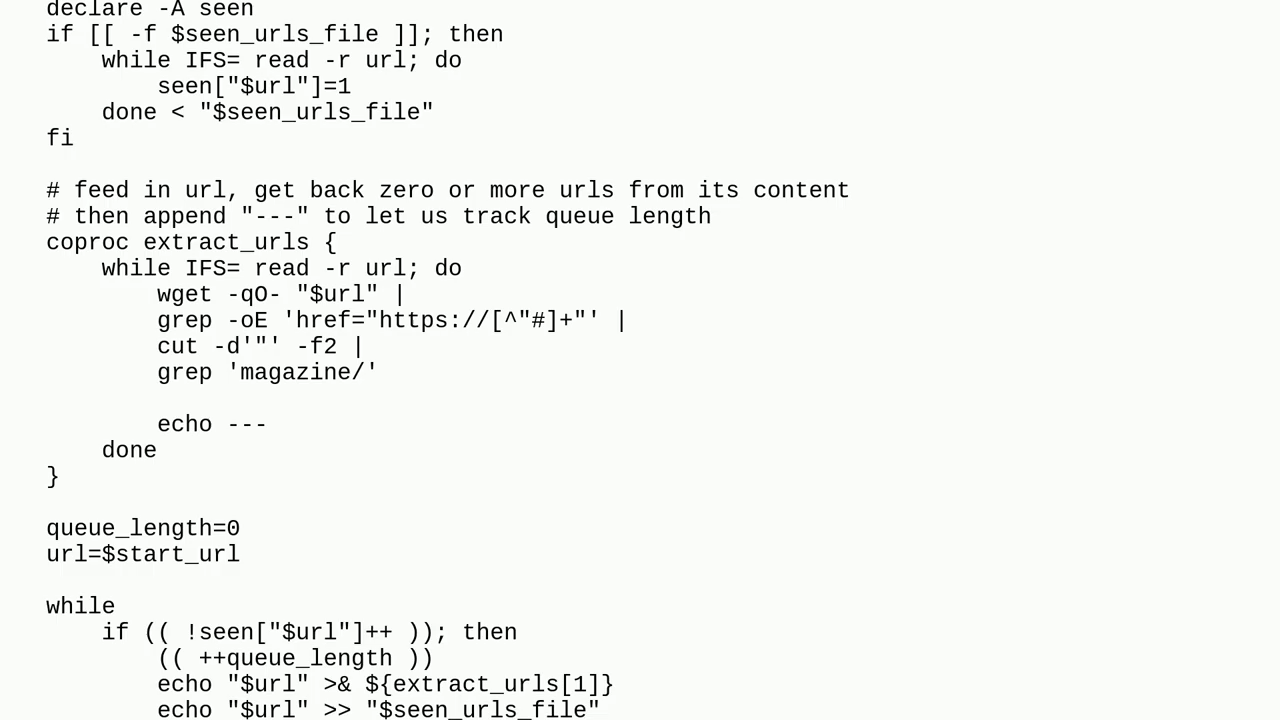 declare -A seen
if [[ -f $seen_urls_file ]]; then
    while IFS= read -r url; do
        seen["$url"]=1
    done < "$seen_urls_file"
fi

# feed in url, get back zero or more urls from its content
# then append "---" to let us track queue length
coproc extract_urls {
    while IFS= read -r url; do
        wget -qO- "$url" |
        grep -oE 'href="https://[^"#]+"' |
        cut -d'"' -f2 |
        grep 'magazine/'

        echo ---
    done
}

queue_length=0
url=$start_url

while
    if (( !seen["$url"]++ )); then
        (( ++queue_length ))
        echo "$url" >& ${extract_urls[1]}
        echo "$url" >> "$seen_urls_file"